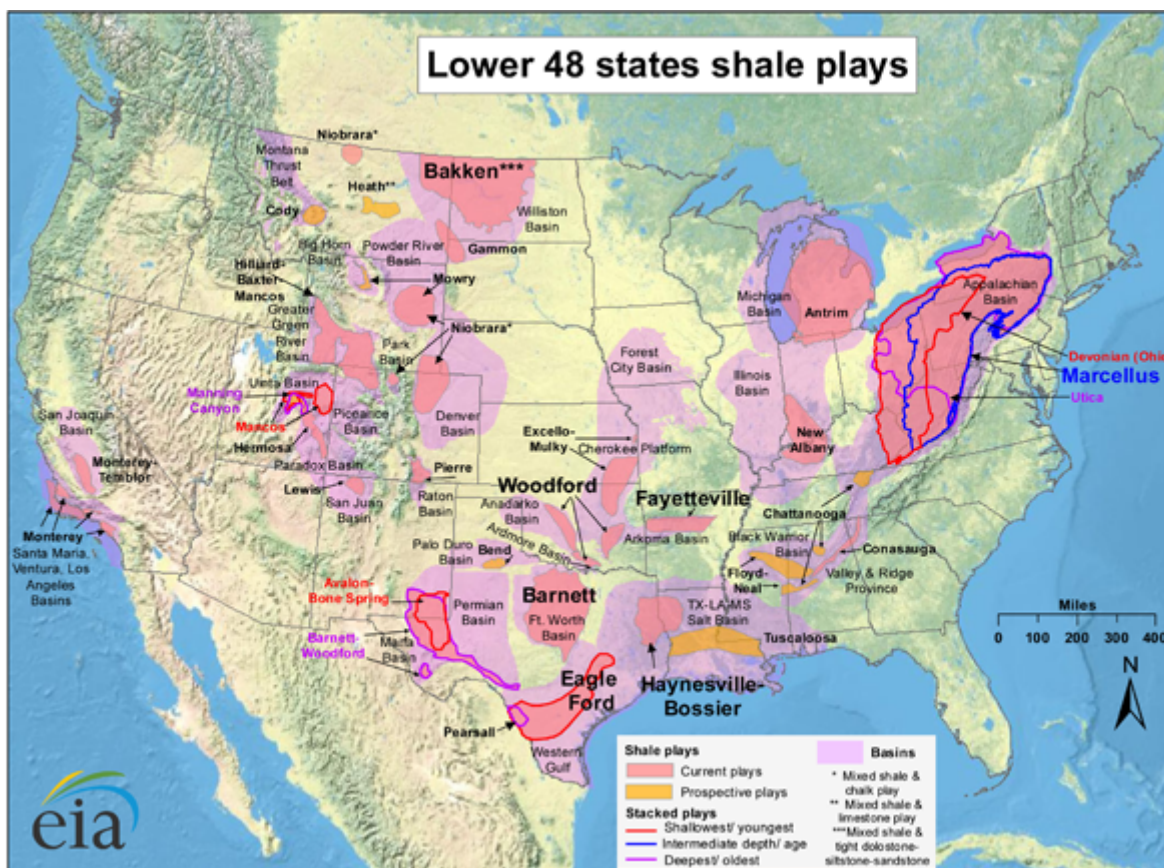 Lower 48 states shale plays
Niobrara*
Montana
Thrust
Belt
Bakken***
Heath**
Cody
Williston
Basin
Big Horn
Basin
Powder River
Basin
Gammon
Hilliard-
Baxter-
Mancos
Mowry
Greater
Green
River
Basin
Niobrara*
Park
Basin
Michigan
Basin
Antrim
Appalachian
Basin
Devonian (Ohio
Marcellus
Utica
Forest
City Basin
Illinois
Basin
Uinta Basin
Manning
Canyon
Mancos
Piceance
Basin
Denver
Basin
San Joaquin
Basin
Hermosa
Paradox Basin
Excello-
Mulky
Cherokee Platform
New
Albany
Monterey-
Temblor
Lewis
San Juan
Basin
Pierre
Raton
Basin
Woodford
Anadarko
Basin
Ardmore Basin
Fayetteville
Arkoma Basin
Chattanooga
Black Warrior
Basin
Conasauga
Floyd-
Neal
Valley & Ridge
Province
Monterey
Santa Maria,
Ventura, Los
Angeles
Basins
Palo Duro
Basin
Bend
Avalon-
Bone Spring
Permian
Basin
Barnett
Ft. Worth
Basin
TX-LA-MS
Salt Basin
Tuscaloosa
Barnett-
Woodford
Marfa
Basin
Eagle
Ford
Haynesville-
Bossier
Pearsall
Western
Gulf
Miles
0 100 200 300 400
N
Shale plays
Current plays
Prospective plays
Stacked plays
Shallowest/ youngest
Intermediate depth/ age
Deepest/ oldest
Basins
* Mixed shale &
chalk play
** Mixed shale &
limestone play
***Mixed shale &
tight dolostone-
siltstone-sandstone
eia